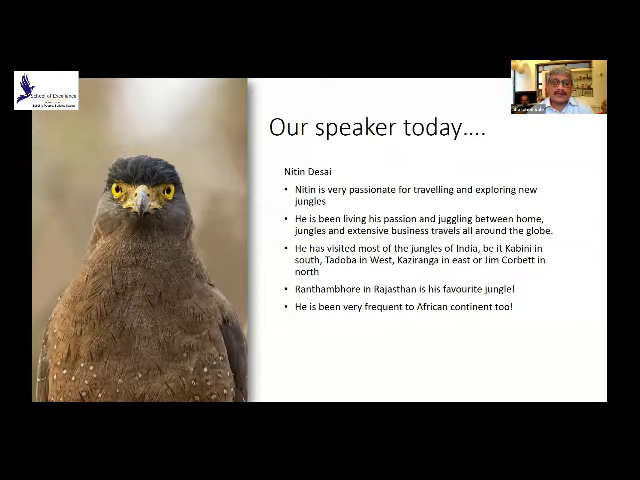 School of Excellence
Our speaker today....
Nitin Desai
• Nitin is very passionate for travelling and exploring new
jungles
• He is been living his passion and juggling between home,
jungles and extensive business travels all around the globe.
• He has visited most of the jungles of India, be it Kabini in
south, Tadoba in West, Kaziranga in east or Jim Corbett in
north
• Ranthambhore in Rajasthan is his favourite jungle!
• He is been very frequent to African continent too!